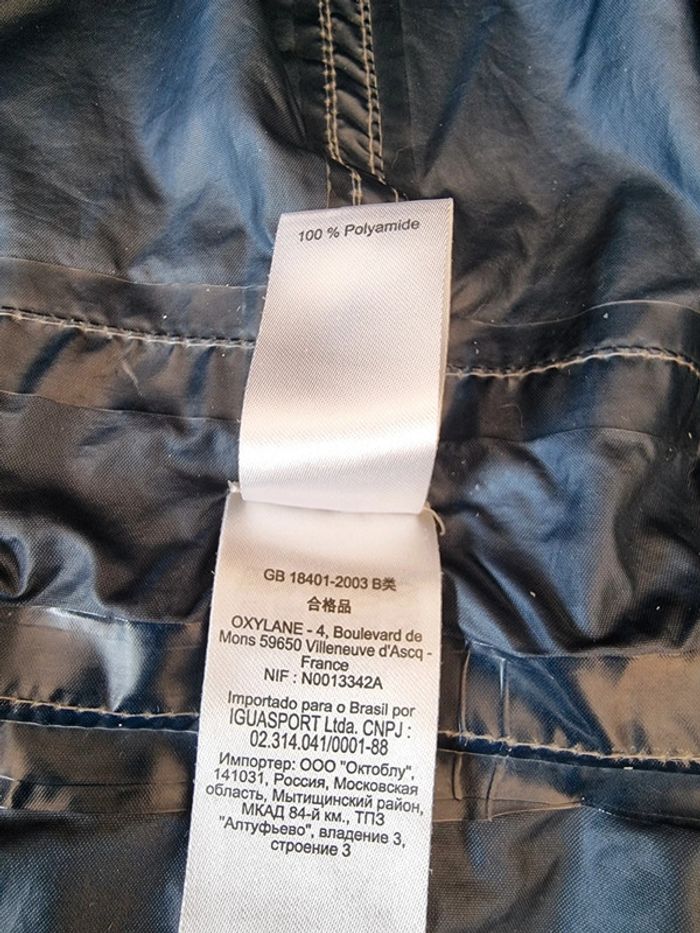 100 % Polyamide
GB 18401-2003 B类
合格品
OXYLANE - 4, Boulevard de
Mons 59650 Villeneuve d'Ascq -
France
NIF : N0013342A
Importado para o Brasil por
IGUASPORT Ltda. CNPJ :
02.314.041/0001-88
Импортер: ООО "Октоблу",
141031, Россия, Московская
область, Мытищинский район,
МКАД 84-й км., ТПЗ
"Алтуфьево", владение 3,
строение 3